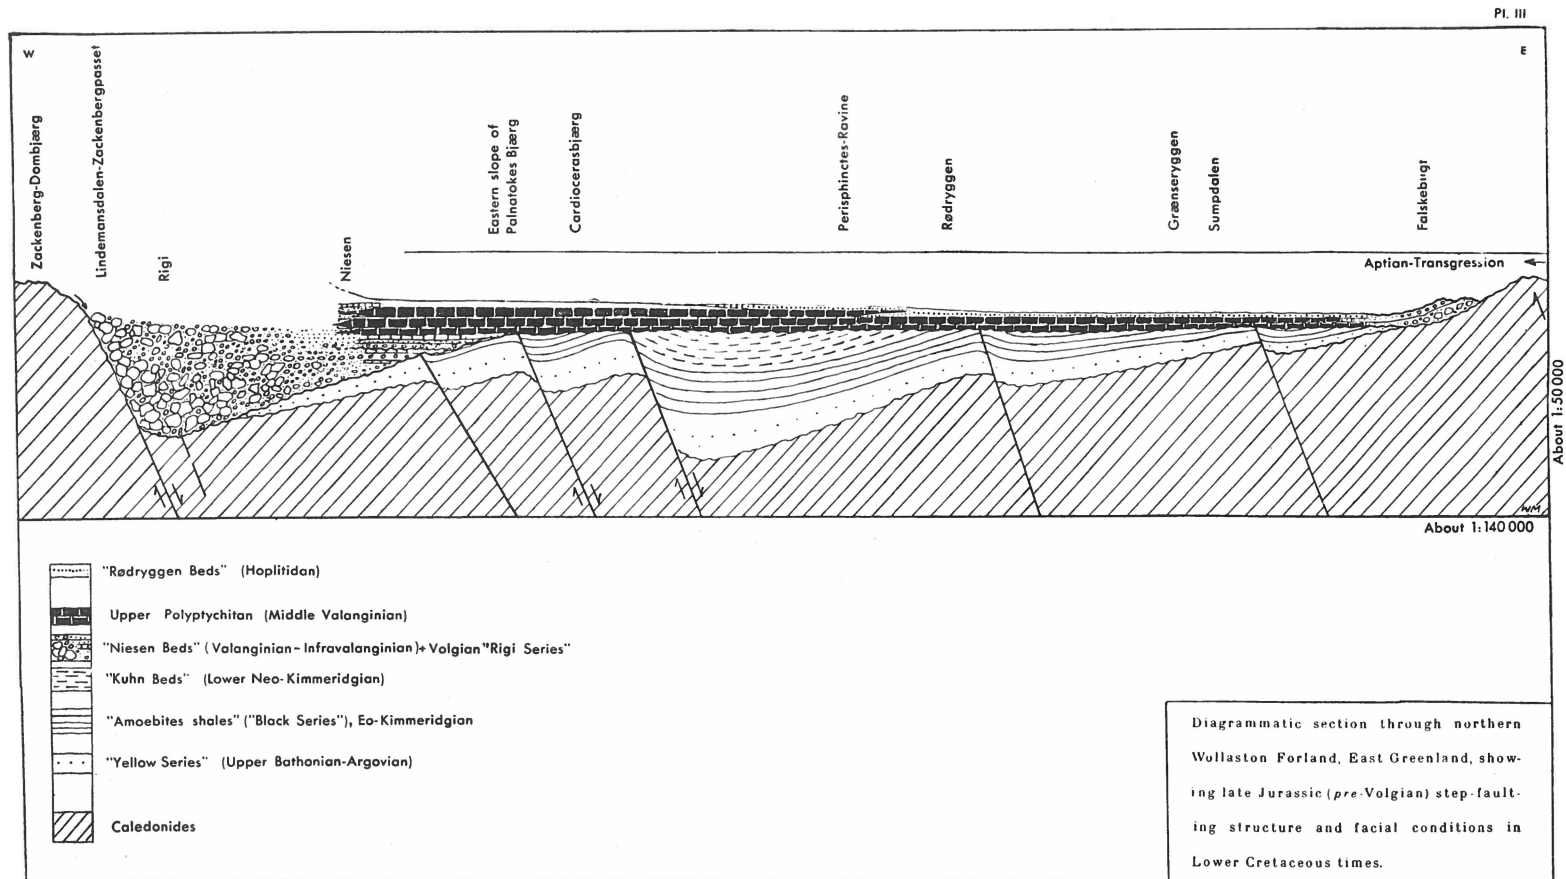 Pl. III
W
E
Zackenberg-Dombjærg
Lindemansdalen-Zackenbergpasset
Rigi
Niesen
Eastern slope of
Palnatokes Bjærg
Cardiocerasbjærg
Perisphinctes-Ravine
Rødryggen
Grænseryggen
Sumpdalen
Falskebugt
Aptian-Transgression
About 1:50 000
WM
About 1:140 000
"Rødryggen Beds" (Hoplitidan)
Upper Polyptychitan (Middle Valanginian)
"Niesen Beds" (Valanginian-Infravalanginian)+Volgian "Rigi Series"
"Kuhn Beds" (Lower Neo-Kimmeridgian)
"Amoebites shales" ("Black Series"), Eo-Kimmeridgian
"Yellow Series" (Upper Bathonian-Argovian)
Caledonides
Diagrammatic section through northern
Wollaston Forland, East Greenland, show-
ing late Jurassic (pre-Volgian) step-fault-
ing structure and facial conditions in
Lower Cretaceous times.